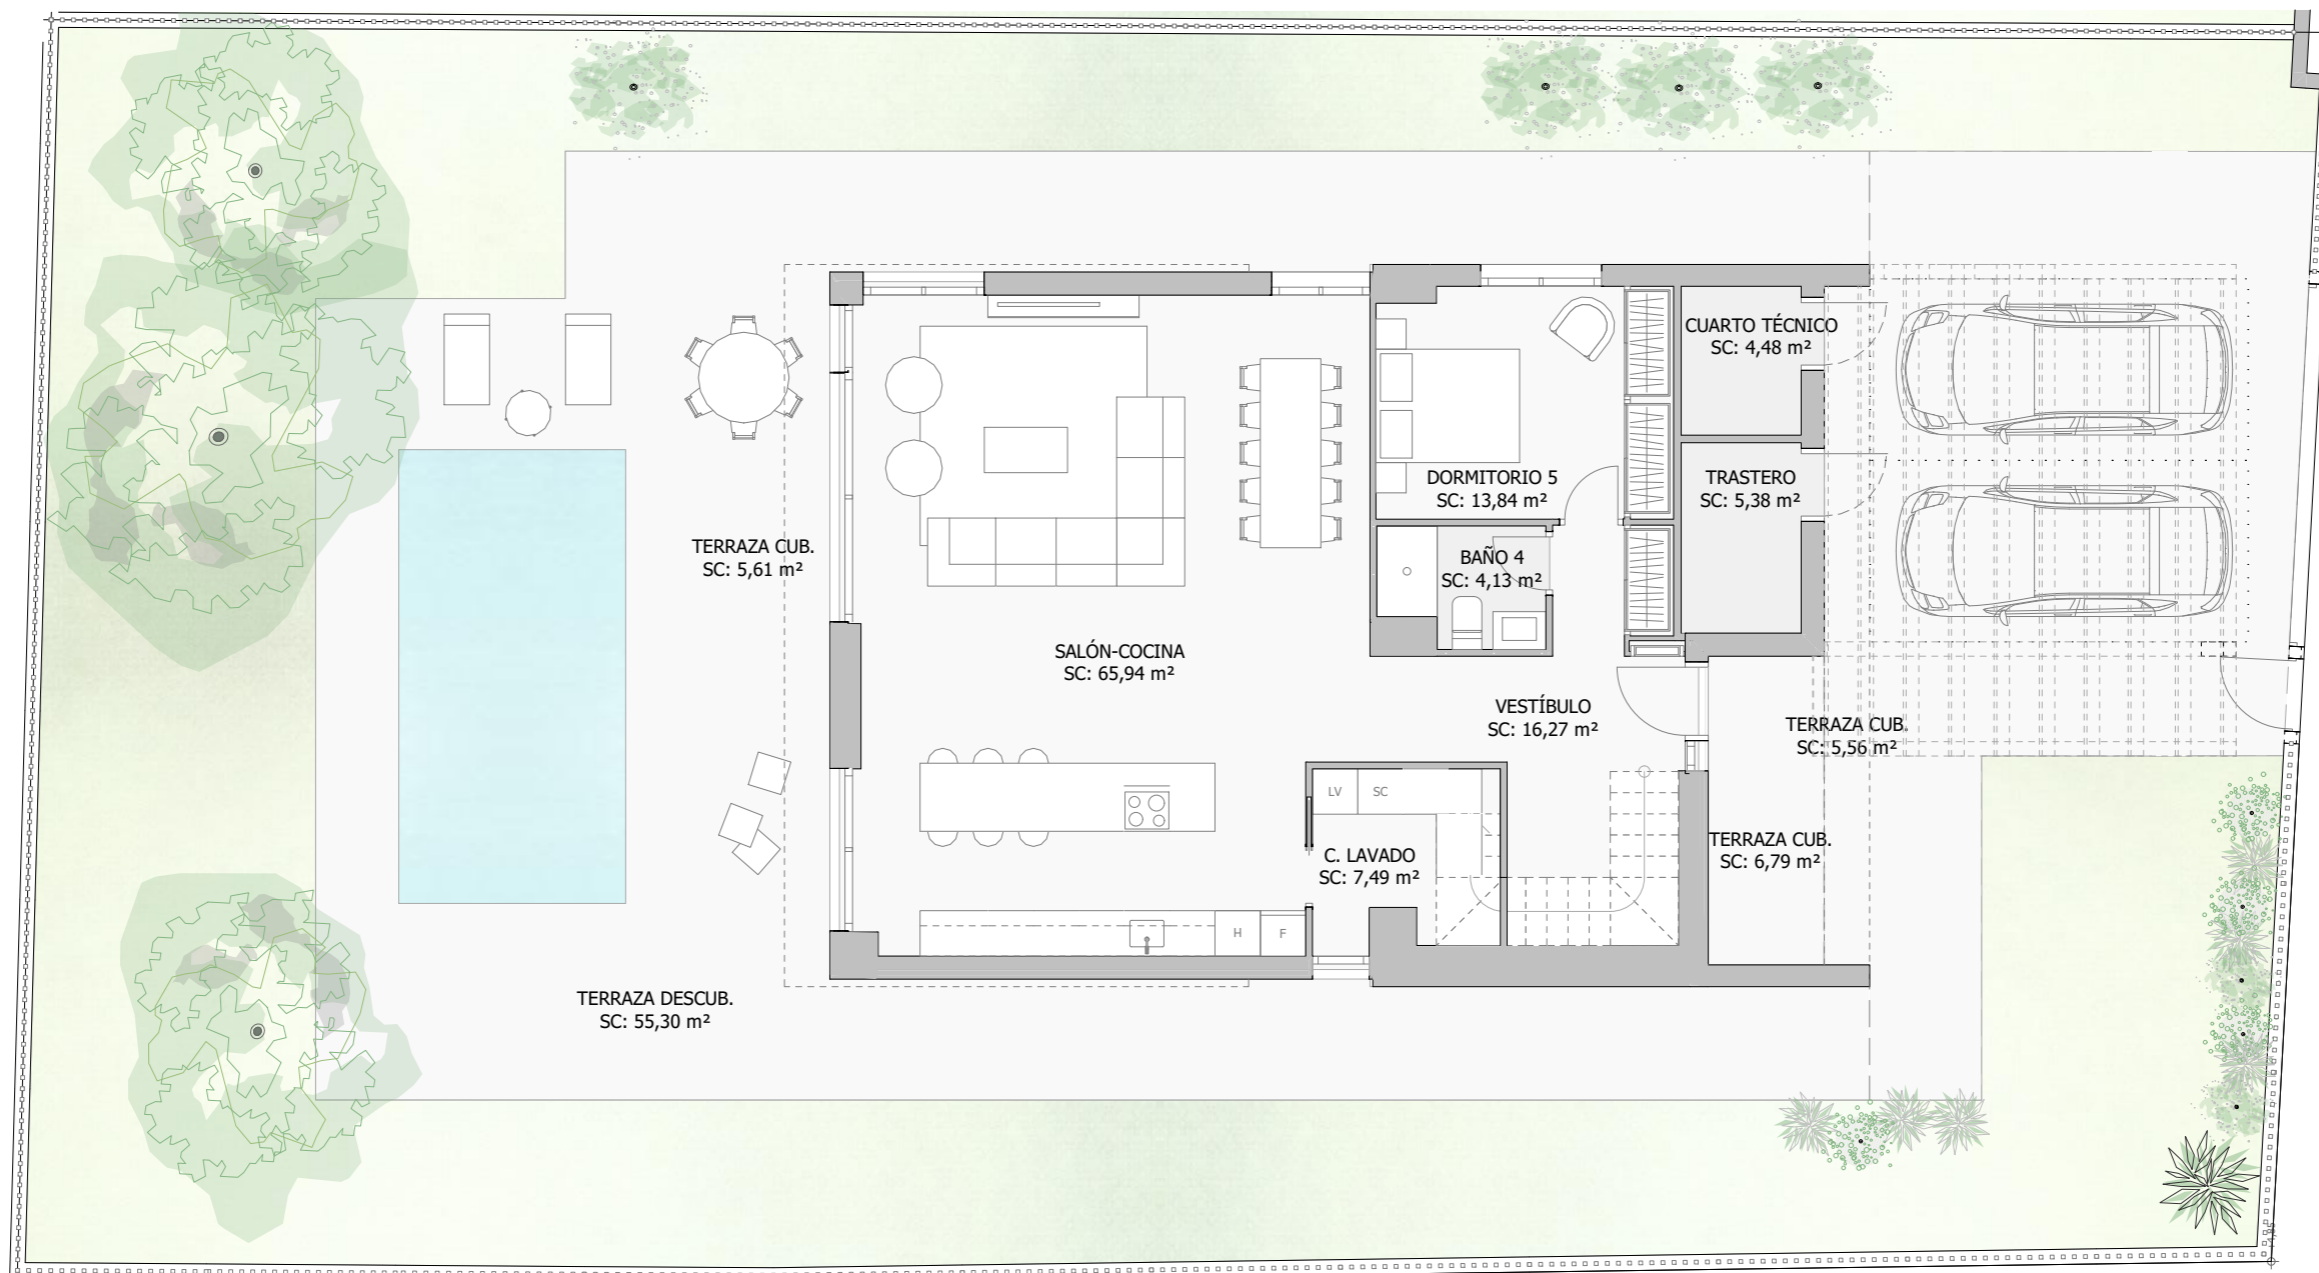 CUARTO TÉCNICO
SC: 4,48 m²
DORMITORIO 5
SC: 13,84 m²
TRASTERO
SC: 5,38 m²
TERRAZA CUB.
SC: 5,61 m²
BAÑO 4
SC: 4,13 m²
SALÓN-COCINA
SC: 65,94 m²
VESTÍBULO
SC: 16,27 m²
TERRAZA CUB.
SC: 5,56 m²
LV
SC
C. LAVADO
SC: 7,49 m²
TERRAZA CUB.
SC: 6,79 m²
H
F
TERRAZA DESCUB.
SC: 55,30 m²